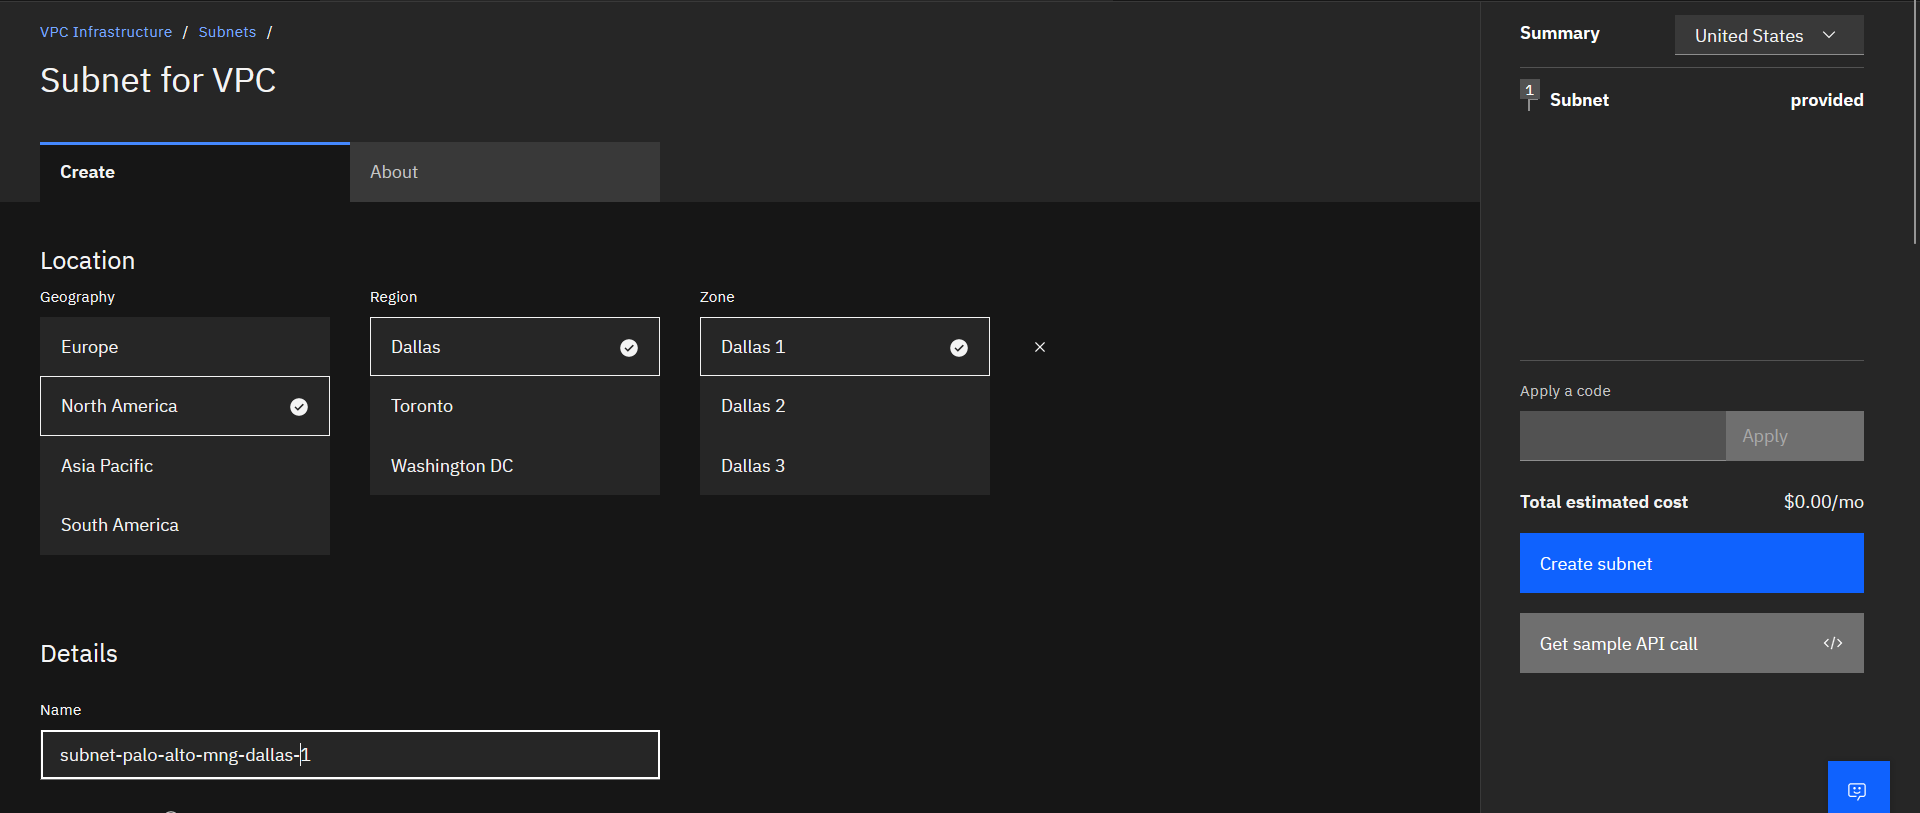 VPC Infrastructure / Subnets /
Subnet for VPC
Create
About
Location
Geography
Europe
North America
Asia Pacific
South America
Region
Dallas
Toronto
Washington DC
Zone
Dallas 1
Dallas 2
Dallas 3
Details
Name
subnet-palo-alto-mng-dallas-1
Summary
United States
1
Subnet
provided
Apply a code
Apply
Total estimated cost
$0.00/mo
Create subnet
Get sample API call </>